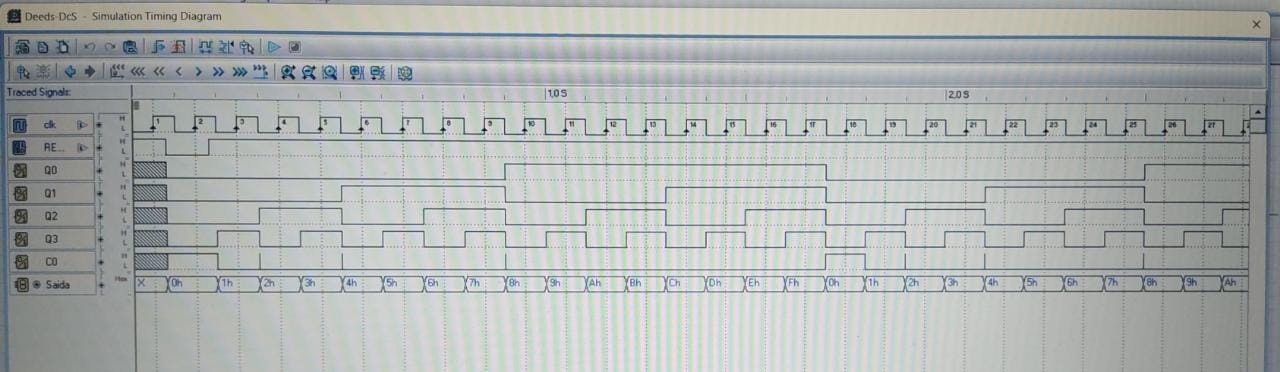 Deeds-DcS - Simulation Timing Diagram
Traced Signals:
1.0 S 2.0 S
clk H L 1 2 3 4 5 6 7 8 9 10 11 12 13 14 15 16 17 18 19 20 21 22 23 24 25 26 27
RE... H L
Q0 H L
Q1 H L
Q2 H L
Q3 H L
C0 H L
Saida Hex X 0h 1h 2h 3h 4h 5h 6h 7h 8h 9h Ah Bh Ch Dh Eh Fh 0h 1h 2h 3h 4h 5h 6h 7h 8h 9h Ah